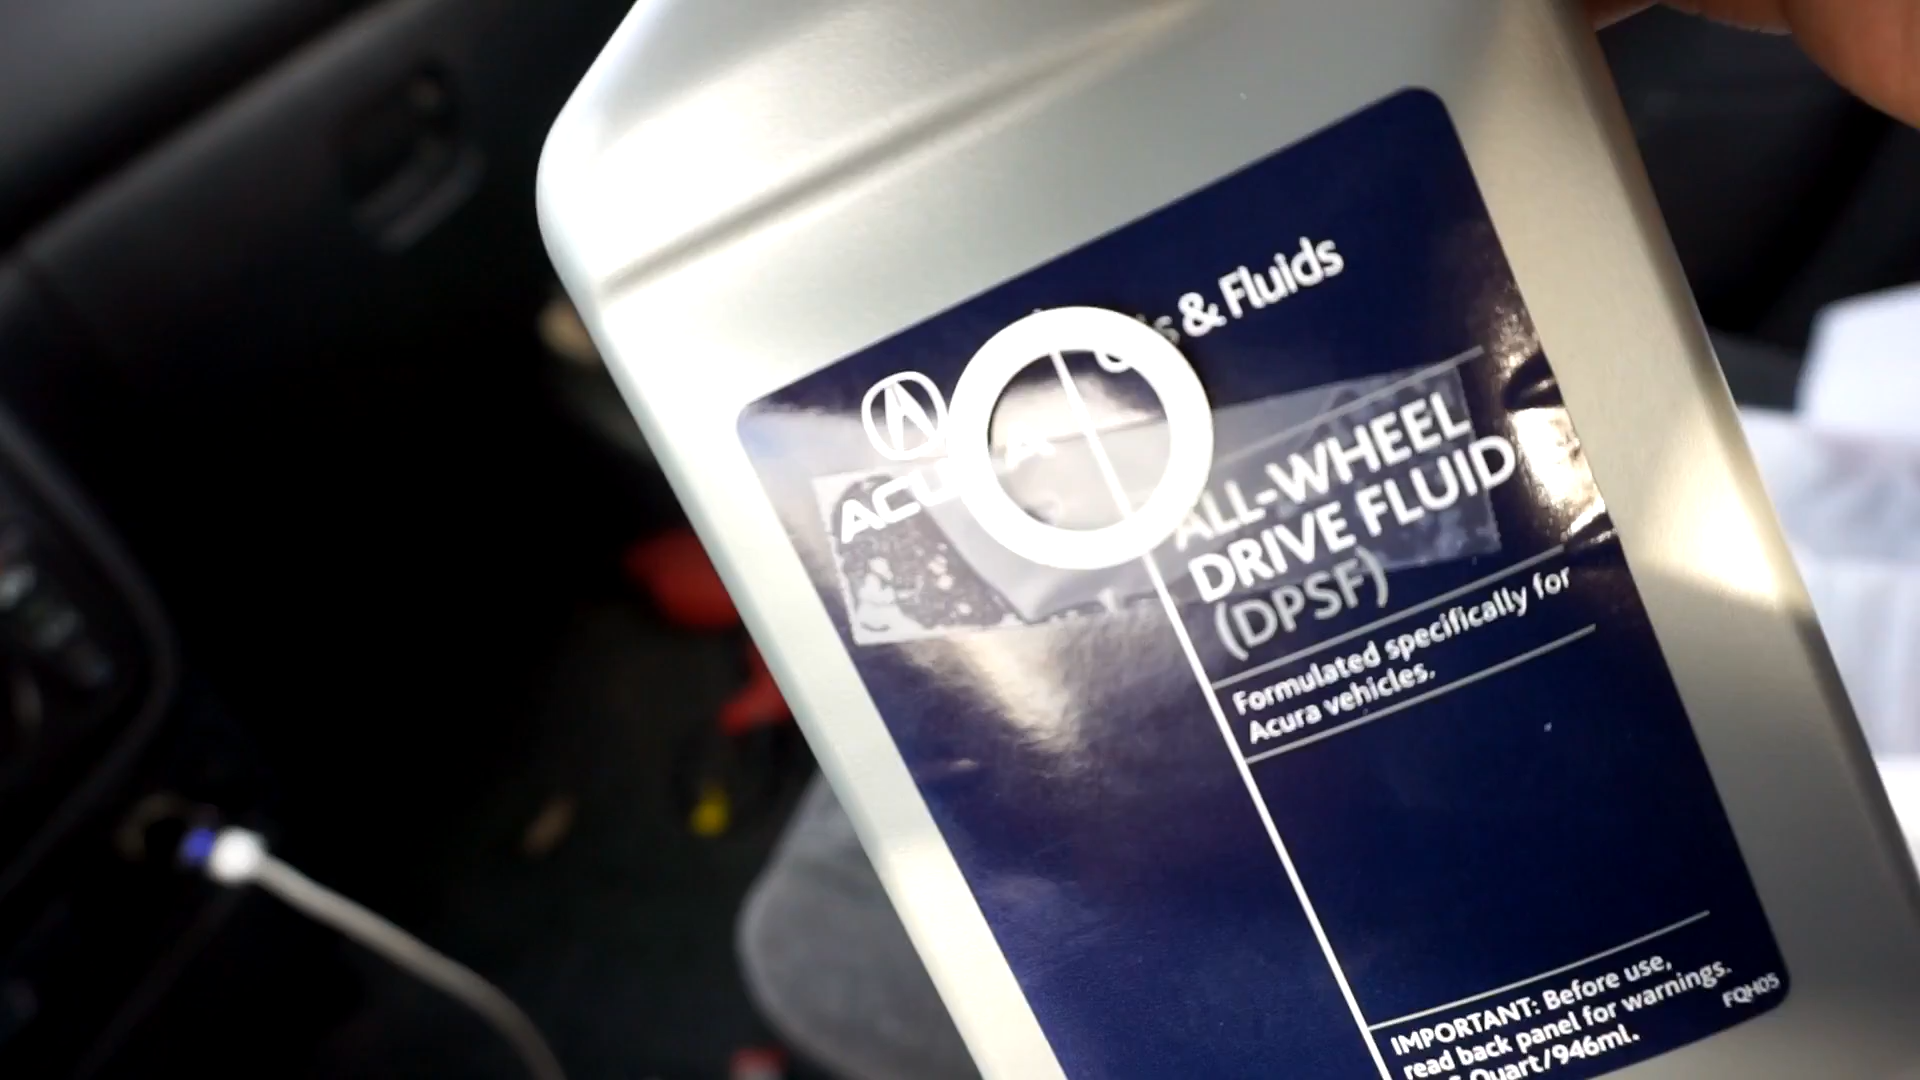 & Fluids
ACURA
ALL-WHEEL
DRIVE FLUID
(DPSF)
Formulated specifically for
Acura vehicles.
IMPORTANT: Before use,
read back panel for warnings.
Quart/946ml.
FQH05